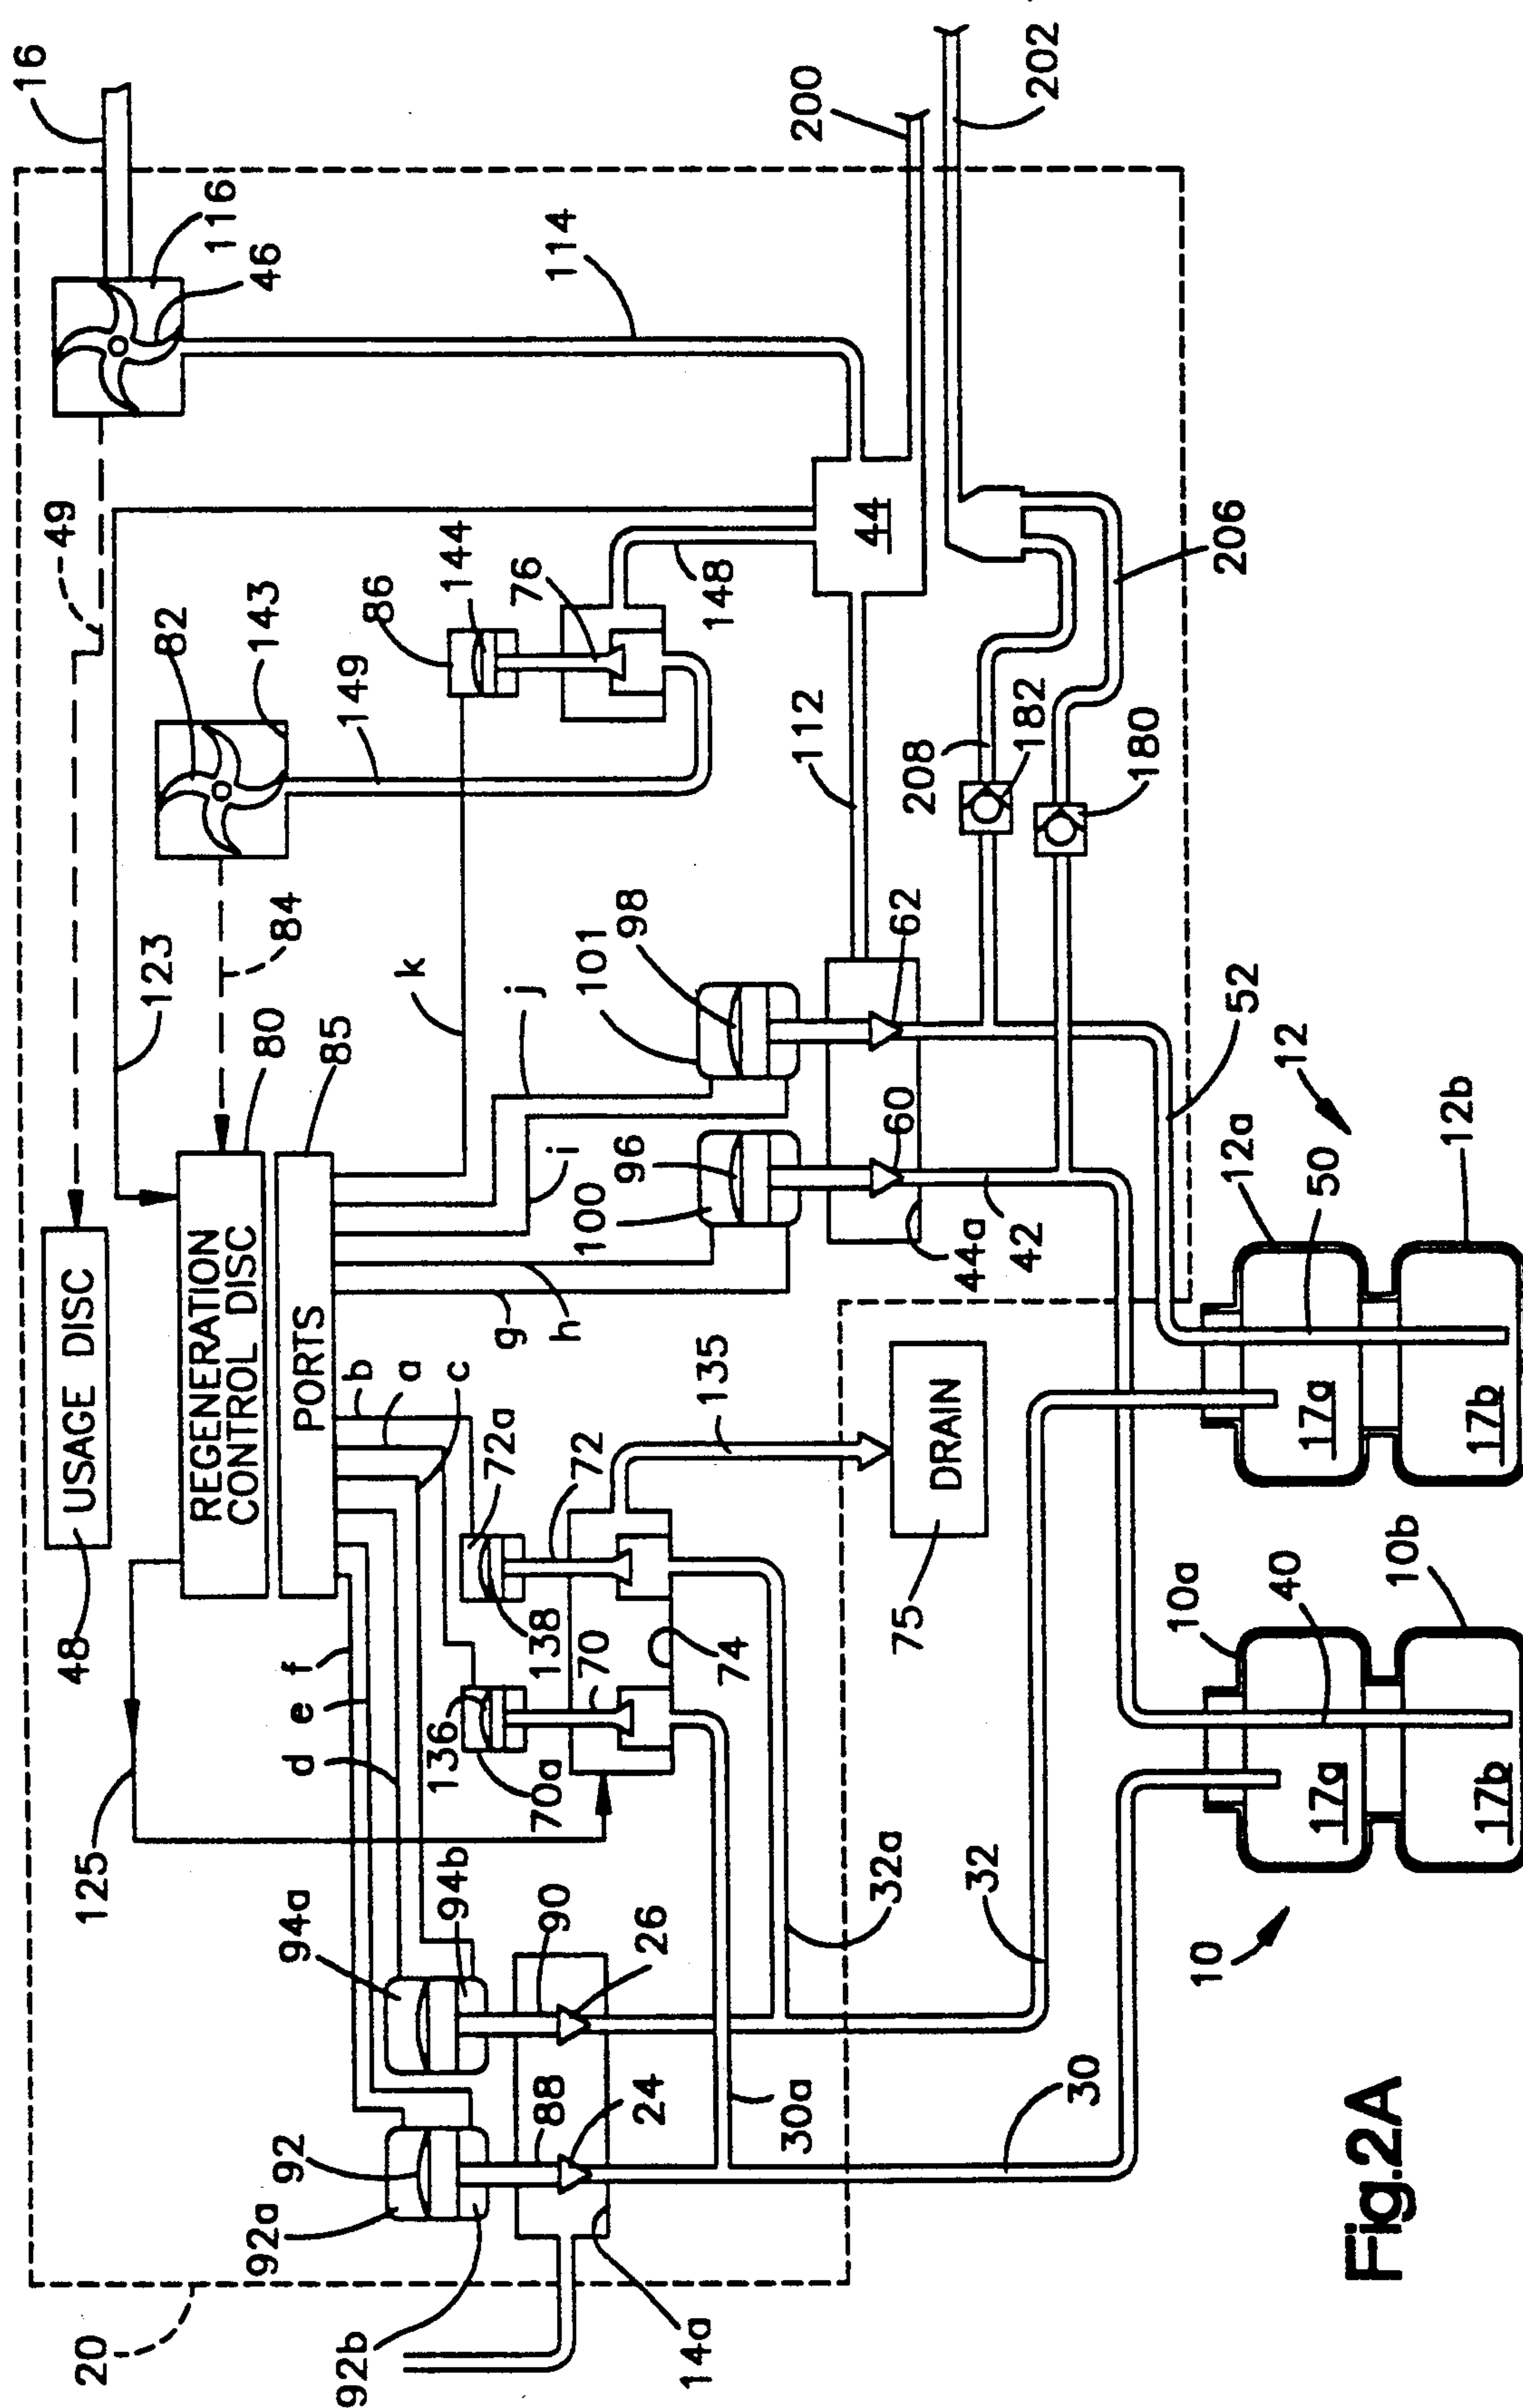 16
116
46
200
202
114
49
82
143
149
86
144
76
148
44
206
123
84
80
85
k
j
i
101
98
112
208
182
180
62
52
USAGE DISC
REGENERATION
CONTROL DISC
PORTS
48
g
h
100
96
60
44a
42
12
12a
50
12b
17a
17b
b
a
c
72a
72
135
DRAIN
75
125
f
e
d
136
70a
138
70
74
10a
40
10b
17a
17b
10
94a
94b
90
26
32a
32
92
92a
92b
88
24
30a
30
20
14a
Fig.2A